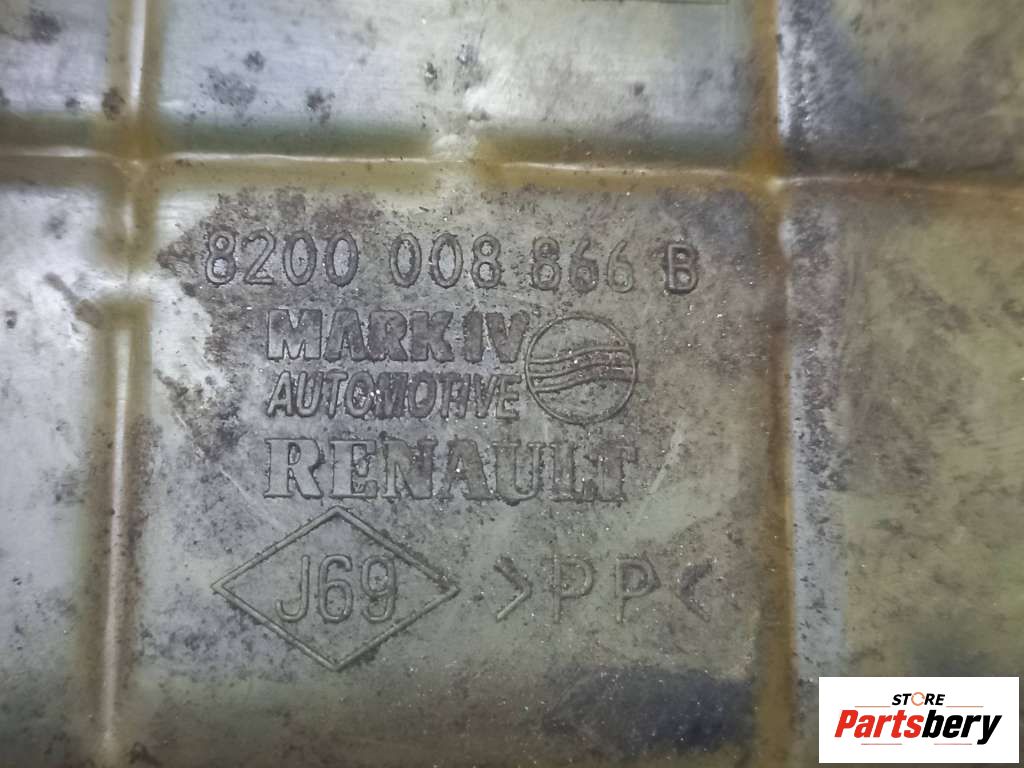 8200 008 866 B
MARK IV
AUTOMOTIVE
RENAULT
J69 >PP<
STORE
Partsbery